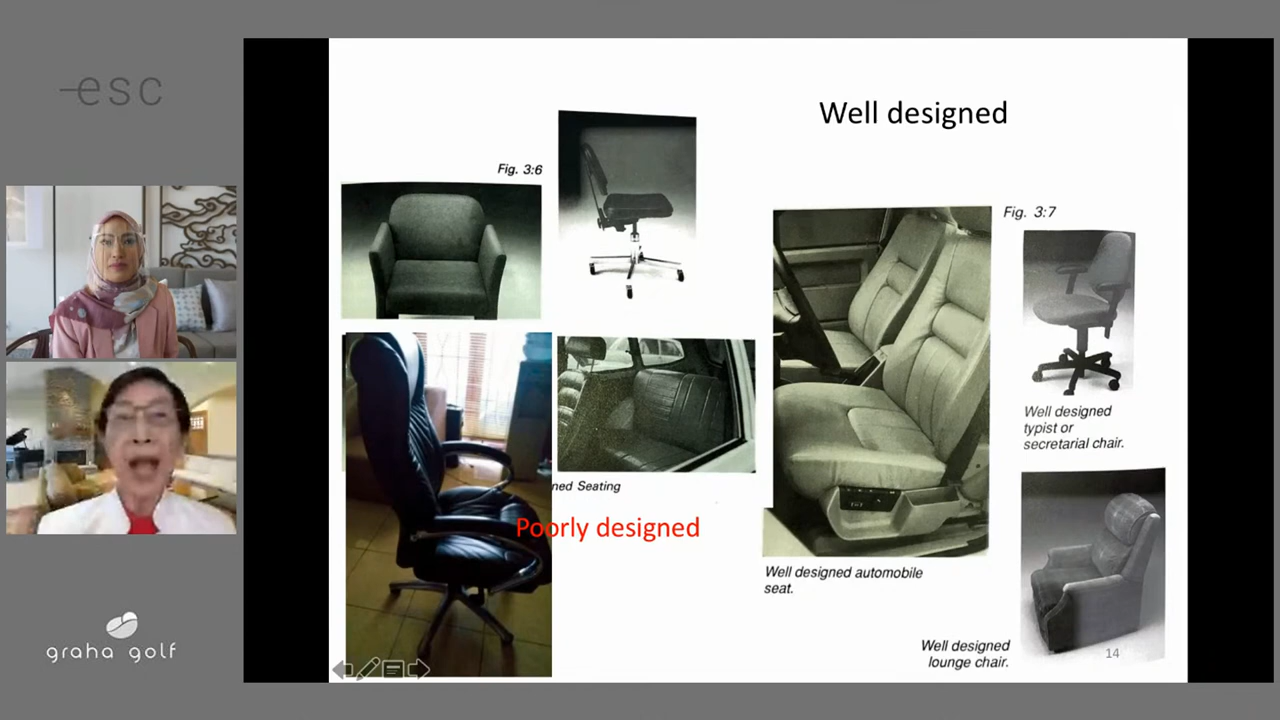 esc
graha golf
Well designed
Fig. 3:6
Fig. 3:7
ned Seating
Poorly designed
Well designed
typist or
secretarial chair.
Well designed automobile
seat.
Well designed
lounge chair.
14